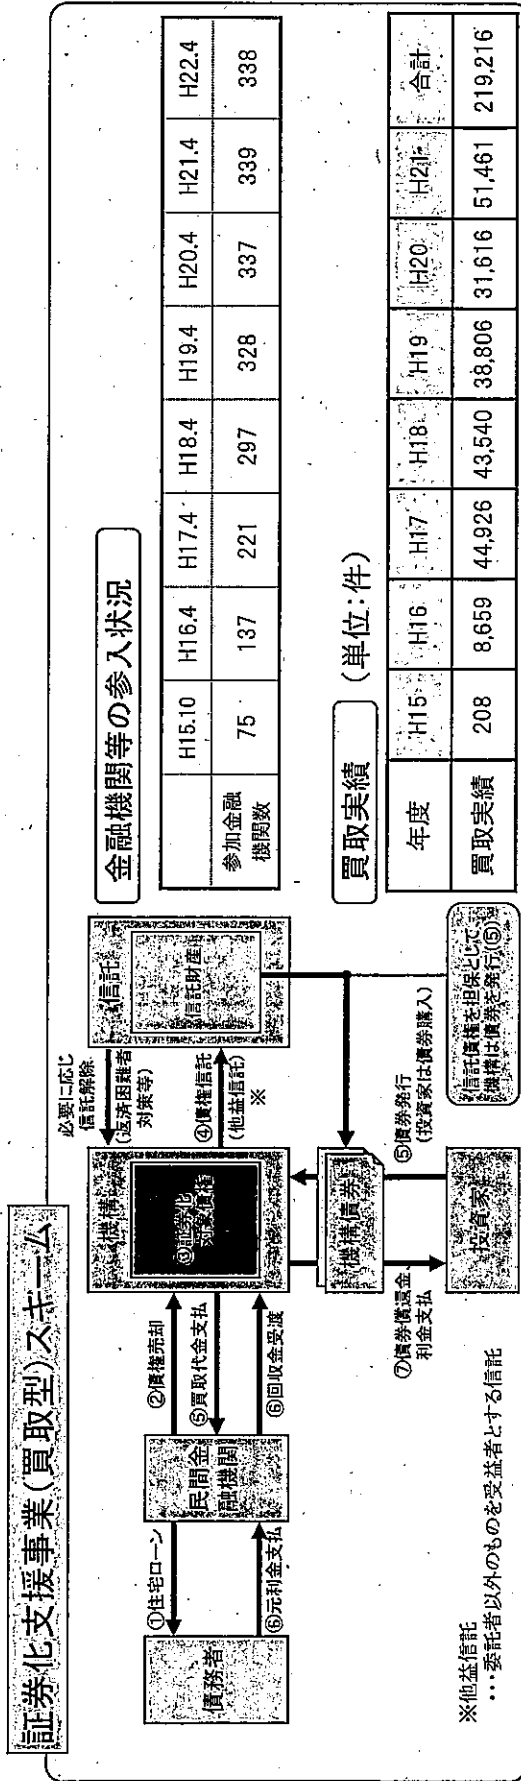 証券化支援事業(買取型)スキーム
債務者
①住宅ローン
⑥元利金支払
民間金
融機関
②債権売却
⑤買取代金支払
⑥回収金受渡
機構
③証券化
対象債権
必要に応じ
信託解除
(返済困難者
対策等)
④債権信託
(他益信託)
※
信託
信託財産
機構債券
⑦債券償還金、
利金支払
⑤債券発行
(投資家は債券購入)
投資家
信託債権を担保として、
機構は債券を発行(⑤)
※他益信託
・・・委託者以外のものを受益者とする信託
金融機関等の参入状況
H15.10 H16.4 H17.4 H18.4 H19.4 H20.4 H21.4 H22.4
参加金融
機関数 75 137 221 297 328 337 339 338
買取実績 (単位:件)
年度 H15 H16 H17 H18 H19 H20 H21 合計
買取実績 208 8,659 44,926 43,540 38,806 31,616 51,461 219,216